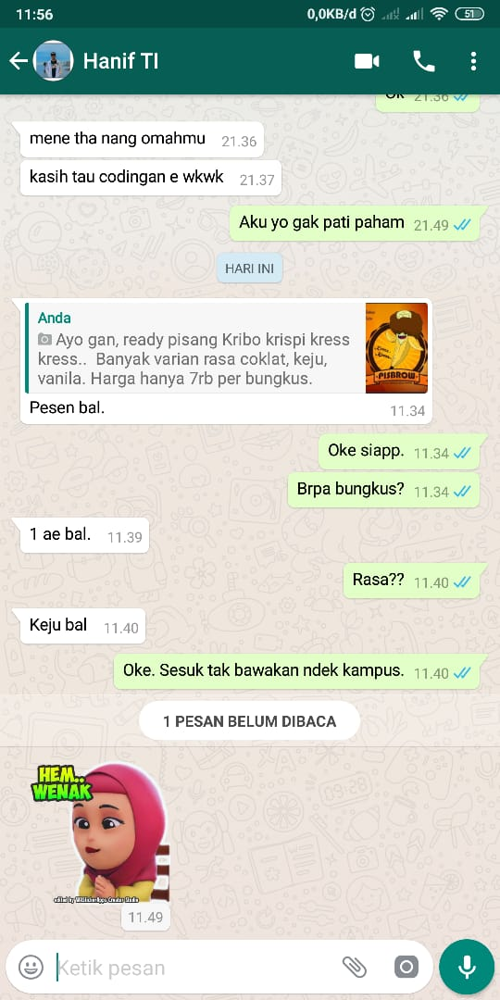 11:56
0,0KB/d
51
Hanif TI
Ok 21.36
mene tha nang omahmu 21.36
kasih tau codingan e wkwk 21.37
Aku yo gak pati paham 21.49
HARI INI
Anda
Ayo gan, ready pisang Kribo krispi kress
kress.. Banyak varian rasa coklat, keju,
vanila. Harga hanya 7rb per bungkus.
PISBROW
Pesen bal. 11.34
Oke siapp. 11.34
Brpa bungkus? 11.34
1 ae bal. 11.39
Rasa?? 11.40
Keju bal 11.40
Oke. Sesuk tak bawakan ndek kampus. 11.40
1 PESAN BELUM DIBACA
HEM..
WENAK
11.49
Ketik pesan